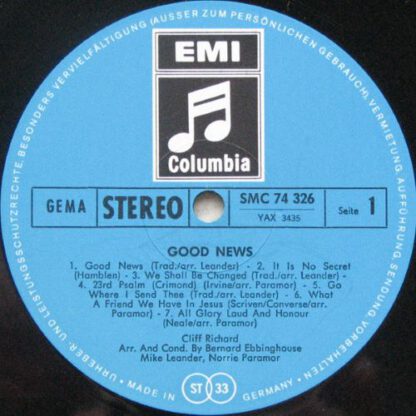 (AUSSER ZUM PERSÖNLICHEN GEBRAUCH), AUFFÜHRUNG, SENDUNG VORBEHALTEN
URHEBER- UND LEISTUNGSSCHUTZRECHTE, BESONDERS VERVIELFÄLTIGUNG
EMI
Columbia
GEMA
STEREO
SMC 74 326
YAX 3435
Seite 1
GOOD NEWS
1. Good News (Trad./arr. Leander) - 2. It Is No Secret
(Hamblen) - 3. We Shall Be Changed (Trad./arr. Leander) -
4. 23rd Psalm (Crimond) (Irvine/arr. Paramor) - 5. Go
Where I Send Thee (Trad./arr. Leander) - 6. What
A Friend We Have In Jesus (Scriven/Converse/arr.
Paramor) - 7. All Glory Laud And Honour
(Neale/arr. Paramor)
Cliff Richard
Arr. And Cond. By Bernard Ebbinghouse
Mike Leander, Norrie Paramor
MADE IN GERMANY
ST 33